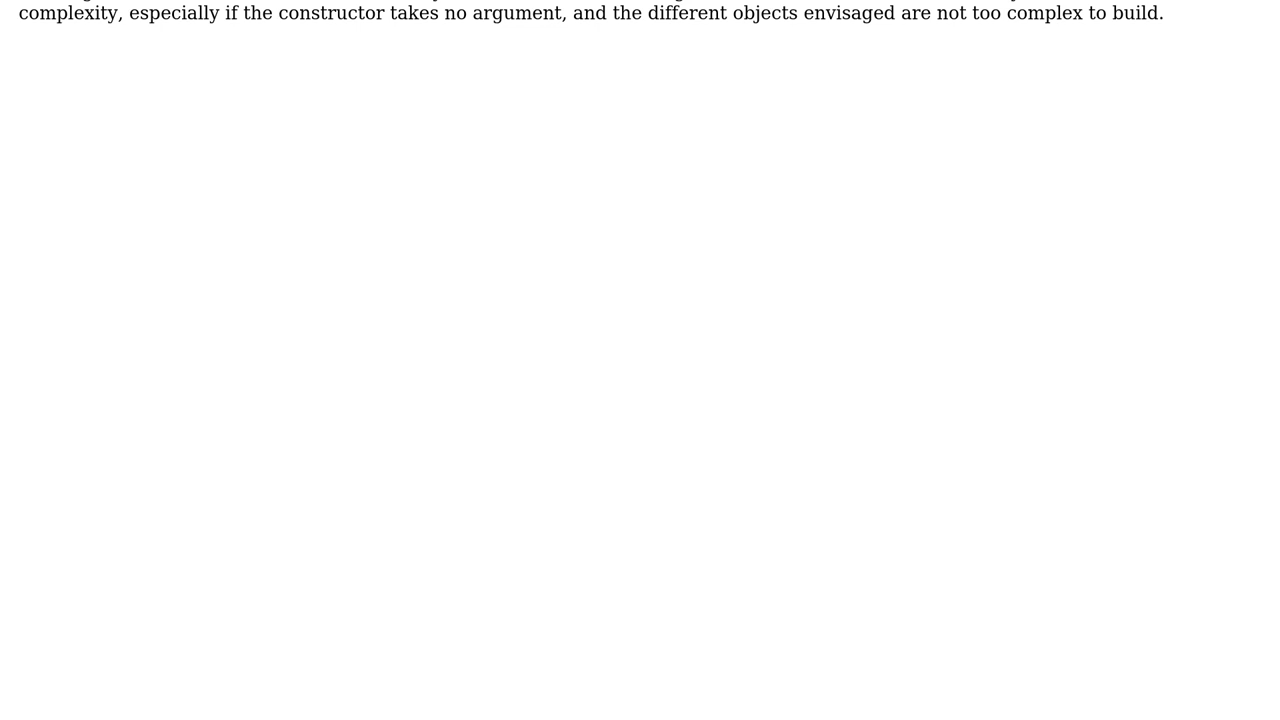 complexity, especially if the constructor takes no argument, and the different objects envisaged are not too complex to build.